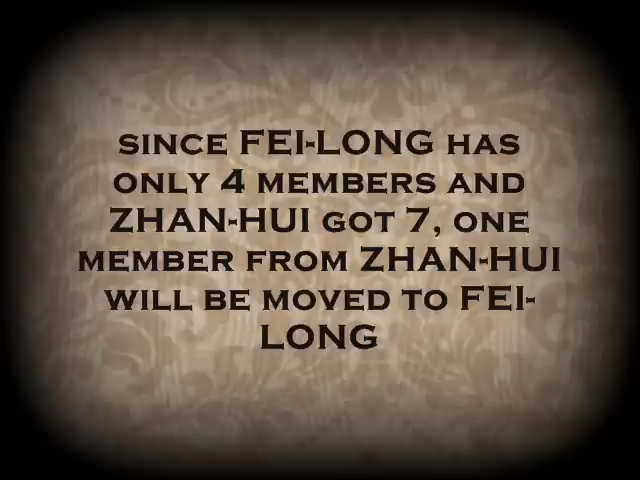 SINCE FEI-LONG HAS
ONLY 4 MEMBERS AND
ZHAN-HUI GOT 7, ONE
MEMBER FROM ZHAN-HUI
WILL BE MOVED TO FEI-
LONG